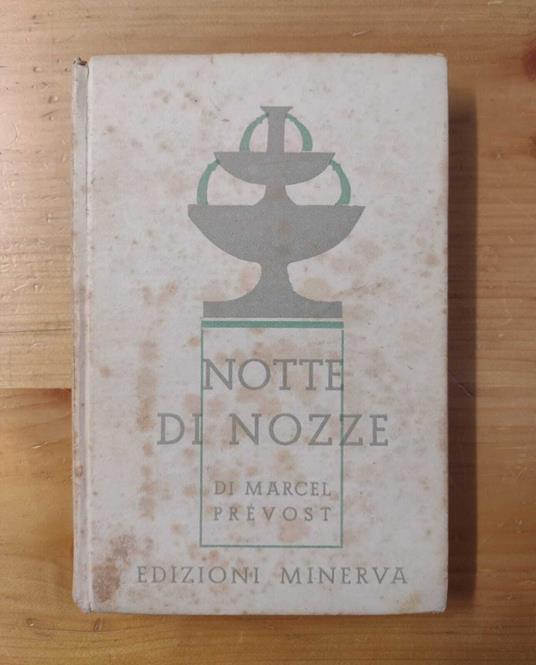 NOTTE
DI NOZZE
DI MARCEL
PRÉVOST
EDIZIONI MINERVA